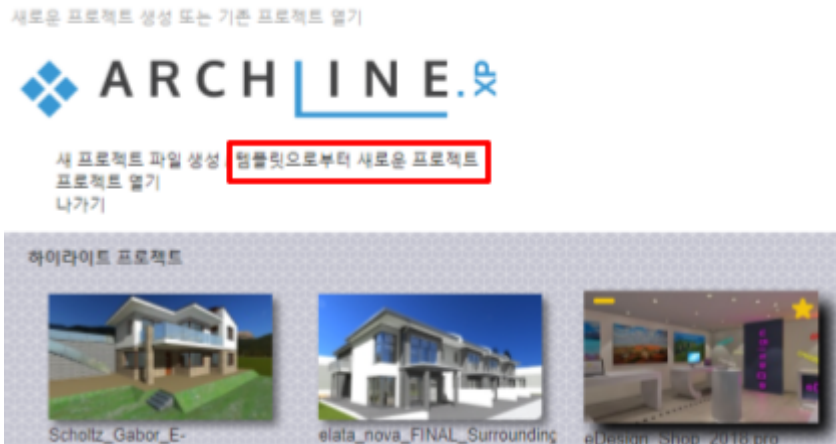 새로운 프로젝트 생성 또는 기존 프로젝트 열기
ARCHLINE.XP
새 프로젝트 파일 생성 / 템플릿으로부터 새로운 프로젝트
프로젝트 열기
나가기
하이라이트 프로젝트
Scholtz_Gabor_E-
elata_nova_FINAL_Surrounding
eDesign_Shop_2018.pro
eDesign